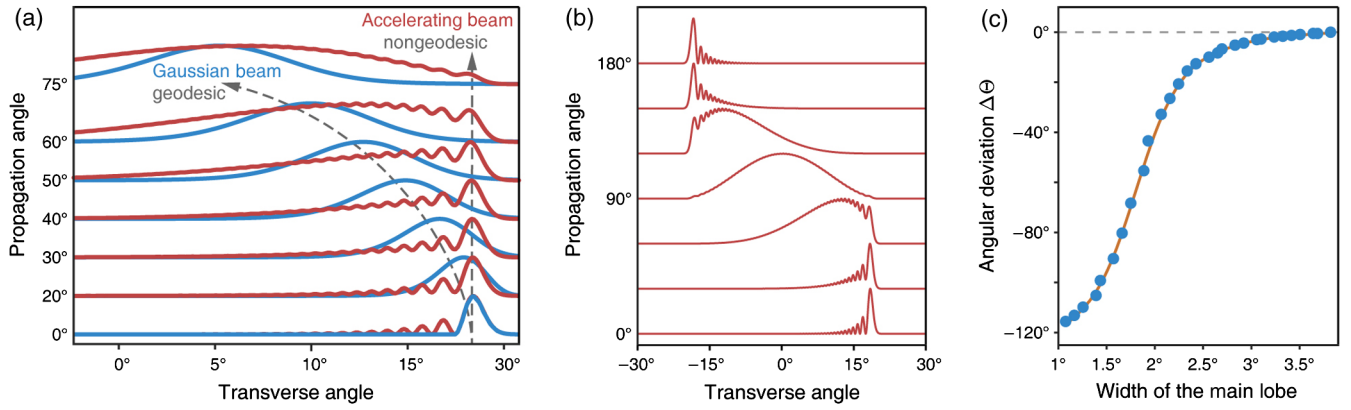 (a)
Accelerating beam
nongeodesic
Gaussian beam
geodesic
Propagation angle
75°
60°
50°
40°
30°
20°
0°
0°
5°
10°
15°
30°
Transverse angle
(b)
Propagation angle
180°
90°
0°
−30°
−15°
0°
15°
30°
Transverse angle
(c)
Angular deviation ΔΘ
0°
−40°
−80°
−120°
1°
1.5°
2°
2.5°
3°
3.5°
Width of the main lobe